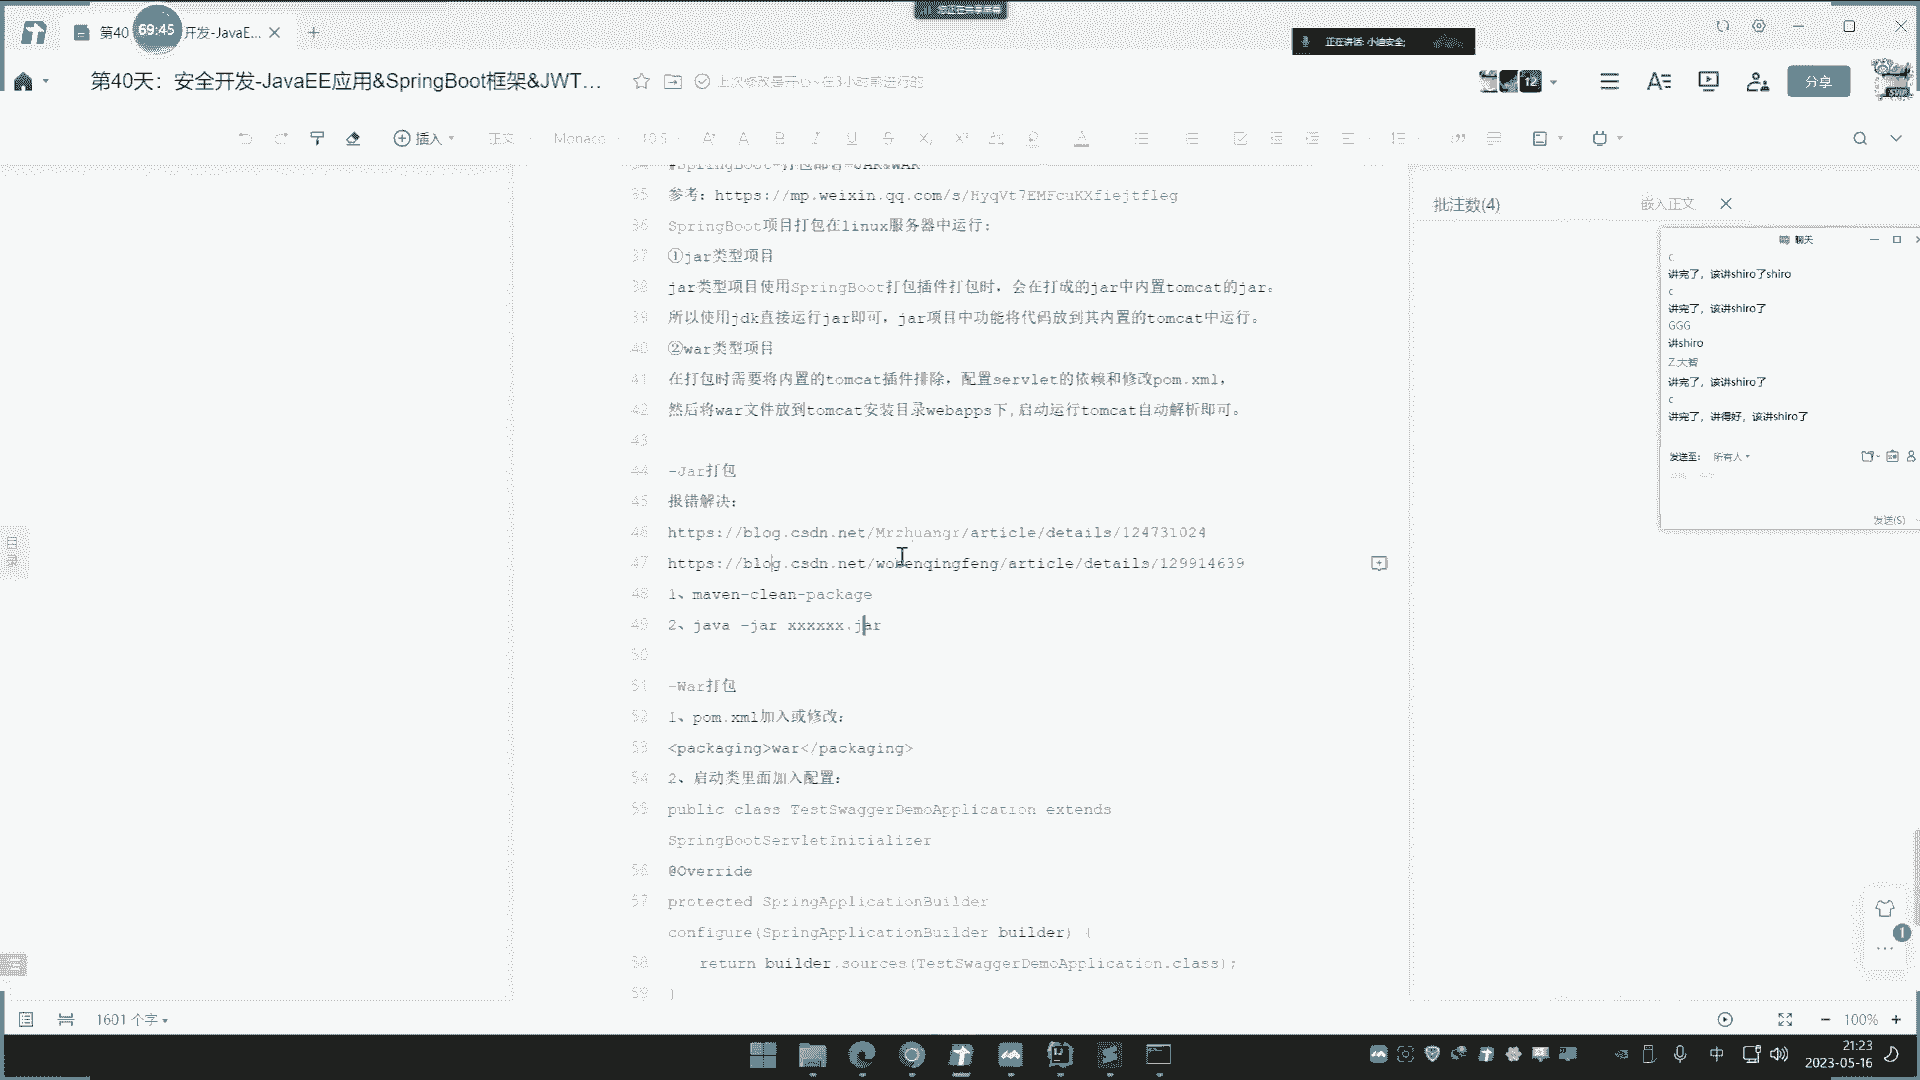 第40
69:45
开发-JavaE...
正在讲话: 小迪安全;
第40天：安全开发-JavaEE应用&SpringBoot框架&JWT...
上次修改是开心~在3小时前进行的
12
分享
插入
正文
Monaco
10.5
35 参考：https://mp.weixin.qq.com/s/HyqVt7EMFcuKXfiejtfleg
36 SpringBoot项目打包在linux服务器中运行:
37 ①jar类型项目
38 jar类型项目使用SpringBoot打包插件打包时，会在打成的jar中内置tomcat的jar。
39 所以使用jdk直接运行jar即可，jar项目中功能将代码放到其内置的tomcat中运行。
40 ②war类型项目
41 在打包时需要将内置的tomcat插件排除，配置servlet的依赖和修改pom.xml，
42 然后将war文件放到tomcat安装目录webapps下,启动运行tomcat自动解析即可。
43
44 -Jar打包
45 报错解决:
46 https://blog.csdn.net/Mrzhuangr/article/details/124731024
47 https://blog.csdn.net/wobenqingfeng/article/details/129914639
48 1、maven-clean-package
49 2、java -jar xxxxxx.jar
50
51 -War打包
52 1、pom.xml加入或修改:
53 <packaging>war</packaging>
54 2、启动类里面加入配置:
55 public class TestSwaggerDemoApplication extends
SpringBootServletInitializer
56 @Override
57 protected SpringApplicationBuilder
configure(SpringApplicationBuilder builder) {
58 return builder.sources(TestSwaggerDemoApplication.class);
59 }
批注数(4)
嵌入正文
聊天
C
讲完了，该讲shiro了shiro
c
讲完了，该讲shiro了
GGG
讲shiro
Z.大智
讲完了，该讲shiro了
c
讲完了，讲得好，该讲shiro了
发送至: 所有人
发送(S)
目录
1
1601 个字
100%
中
21:23
2023-05-16